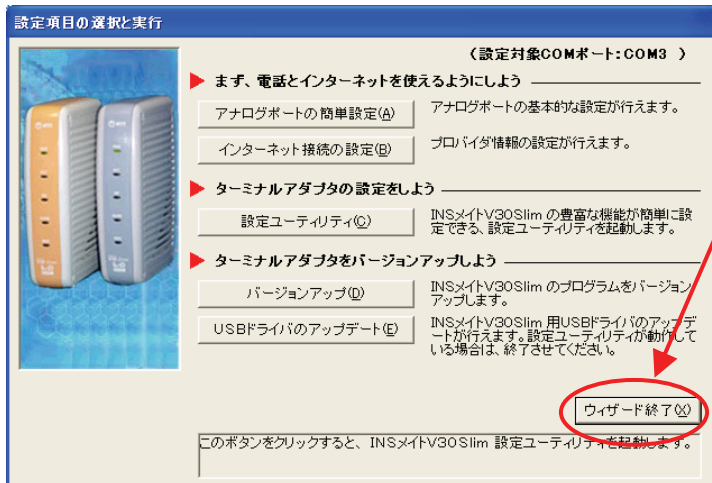 設定項目の選択と実行
(設定対象COMポート:COM3 )
まず、電話とインターネットを使えるようにしよう
アナログポートの簡単設定(A)
アナログポートの基本的な設定が行えます。
インターネット接続の設定(B)
プロバイダ情報の設定が行えます。
ターミナルアダプタの設定をしよう
設定ユーティリティ(C)
INSメイトV30Slim の豊富な機能が簡単に設
定できる、設定ユーティリティを起動します。
ターミナルアダプタをバージョンアップしよう
バージョンアップ(D)
INSメイトV30Slim のプログラムをバージョン
アップします。
USBドライバのアップデート(E)
INSメイトV30Slim 用USBドライバのアップデ
ートが行えます。設定ユーティリティが動作して
いる場合は、終了させてください。
ウィザード終了(X)
このボタンをクリックすると、INSメイトV30Slim 設定ユーティリティを起動します。